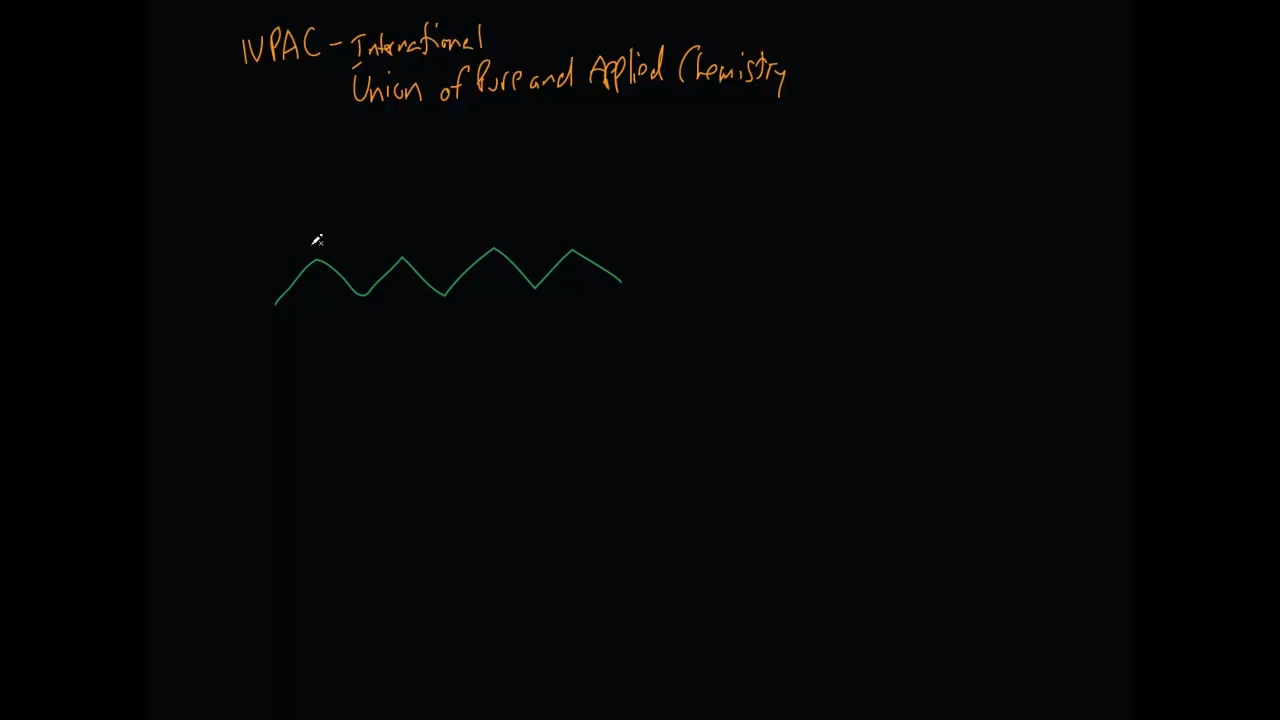 IUPAC - International
Union of Pure and Applied Chemistry